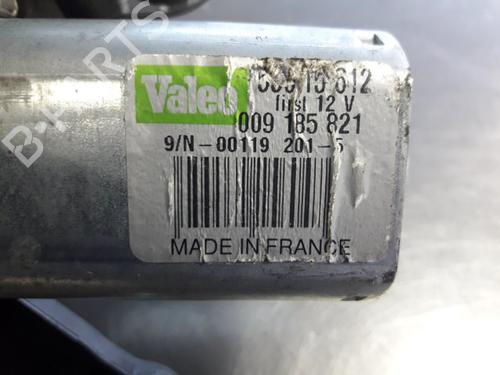 Valeo
first 12 V
009 185 821
9/N-00119 201-5
MADE IN FRANCE